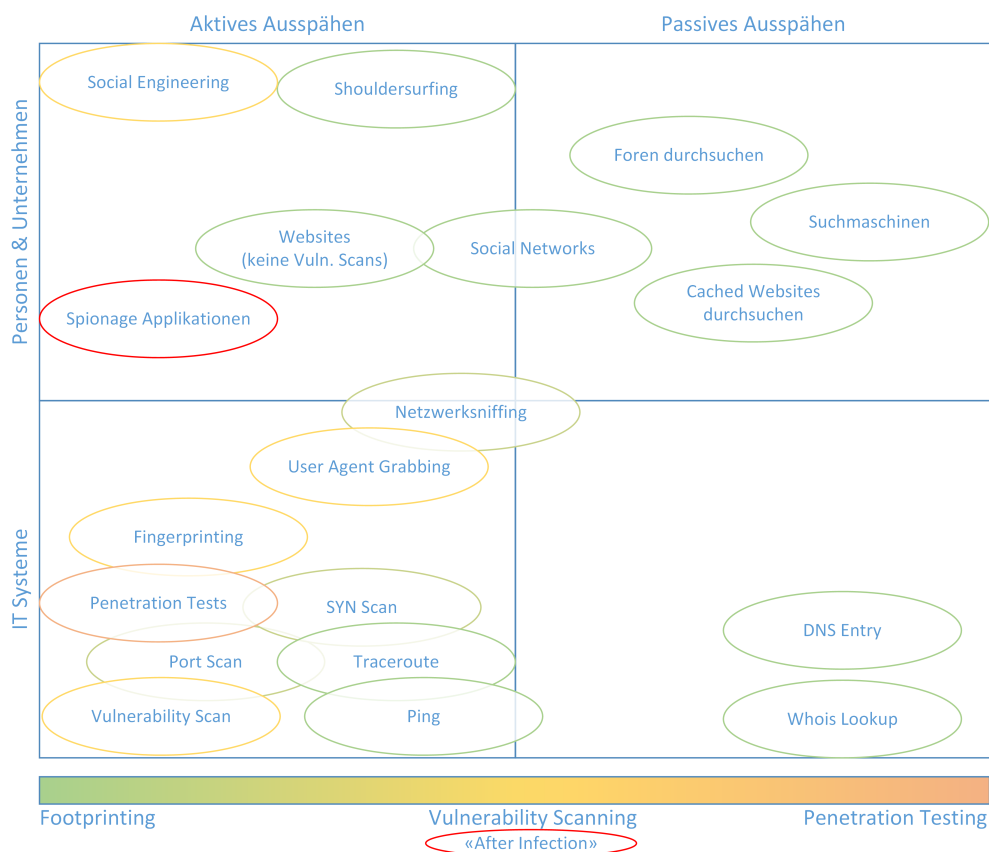 Aktives Ausspähen
Passives Ausspähen
Personen & Unternehmen
Social Engineering
Shouldersurfing
Foren durchsuchen
Suchmaschinen
Websites
(keine Vuln. Scans)
Social Networks
Cached Websites
durchsuchen
Spionage Applikationen
IT Systeme
Netzwerksniffing
User Agent Grabbing
Fingerprinting
Penetration Tests
SYN Scan
DNS Entry
Port Scan
Traceroute
Vulnerability Scan
Ping
Whois Lookup
Footprinting
Vulnerability Scanning
Penetration Testing
«After Infection»